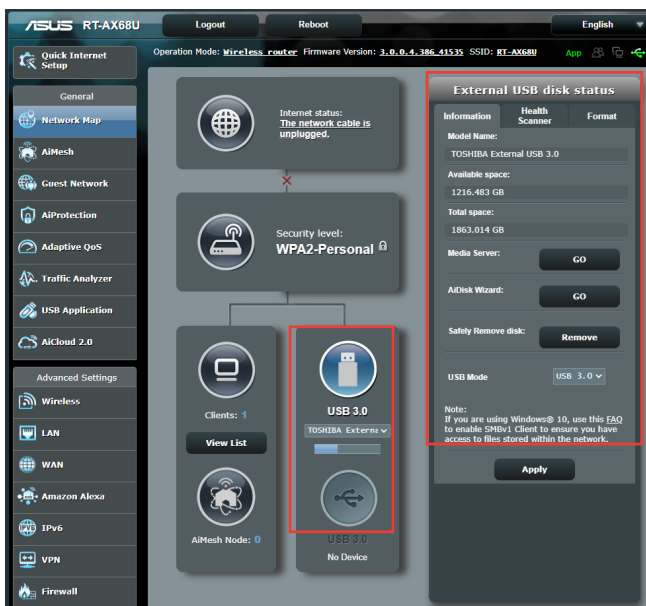 ASUS RT-AX68U
Logout
Reboot
English
Quick Internet
Setup
Operation Mode: Wireless router Firmware Version: 3.0.0.4.386_41535 SSID: RT-AX68U
App
General
Network Map
AiMesh
Guest Network
AiProtection
Adaptive QoS
Traffic Analyzer
USB Application
AiCloud 2.0
Advanced Settings
Wireless
LAN
WAN
Amazon Alexa
IPv6
VPN
Firewall
Internet status:
The network cable is
unplugged.
Security level:
WPA2-Personal
Clients: 1
View List
AiMesh Node: 0
USB 3.0
TOSHIBA Externa
USB 3.0
No Device
External USB disk status
Information
Health
Scanner
Format
Model Name:
TOSHIBA External USB 3.0
Available space:
1216.483 GB
Total space:
1863.014 GB
Media Server:
GO
AiDisk Wizard:
GO
Safely Remove disk:
Remove
USB Mode
USB 3.0
Note:
If you are using Windows® 10, use this FAQ
to enable SMBv1 Client to ensure you have
access to files stored within the network.
Apply